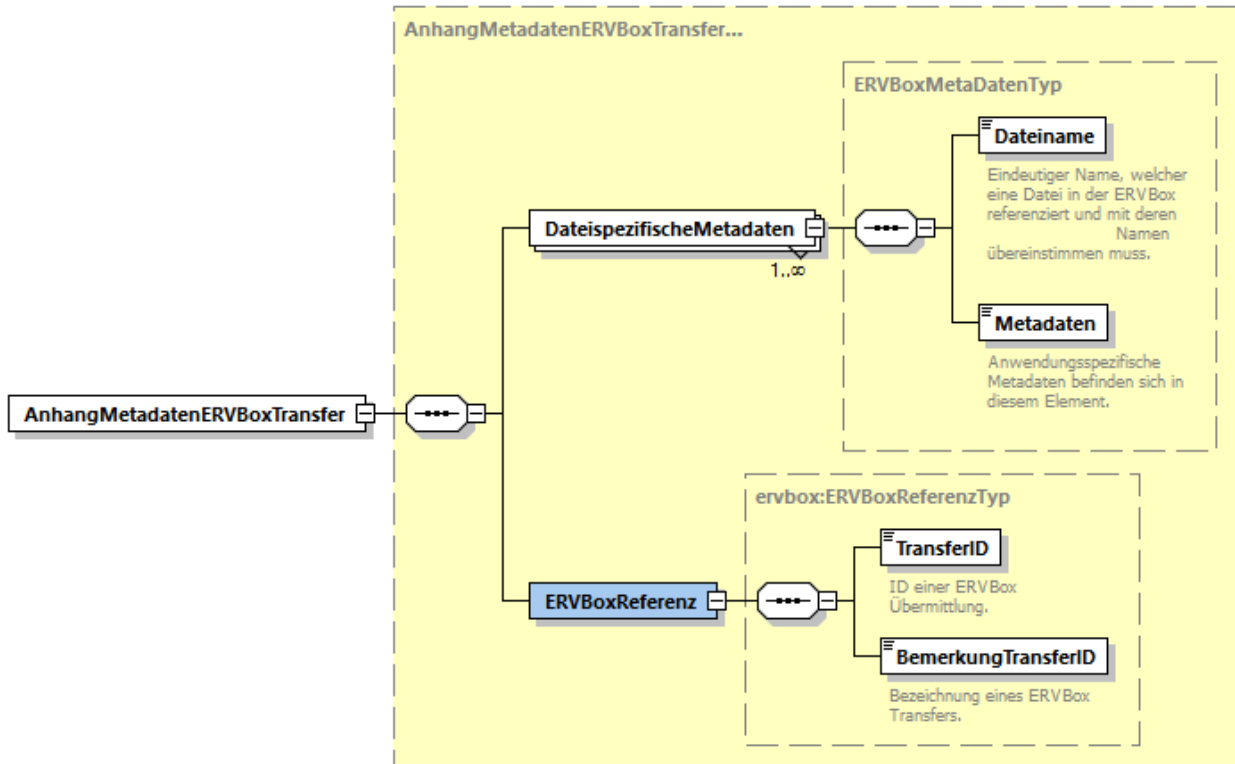 AnhangMetadatenERVBoxTransfer...
ERVBoxMetaDatenTyp
Dateiname
Eindeutiger Name, welcher
eine Datei in der ERVBox
referenziert und mit deren
Namen
übereinstimmen muss.
DateispezifischeMetadaten
1..∞
Metadaten
Anwendungsspezifische
Metadaten befinden sich in
diesem Element.
AnhangMetadatenERVBoxTransfer
ervbox:ERVBoxReferenzTyp
TransferID
ID einer ERVBox
Übermittlung.
ERVBoxReferenz
BemerkungTransferID
Bezeichnung eines ERVBox
Transfers.